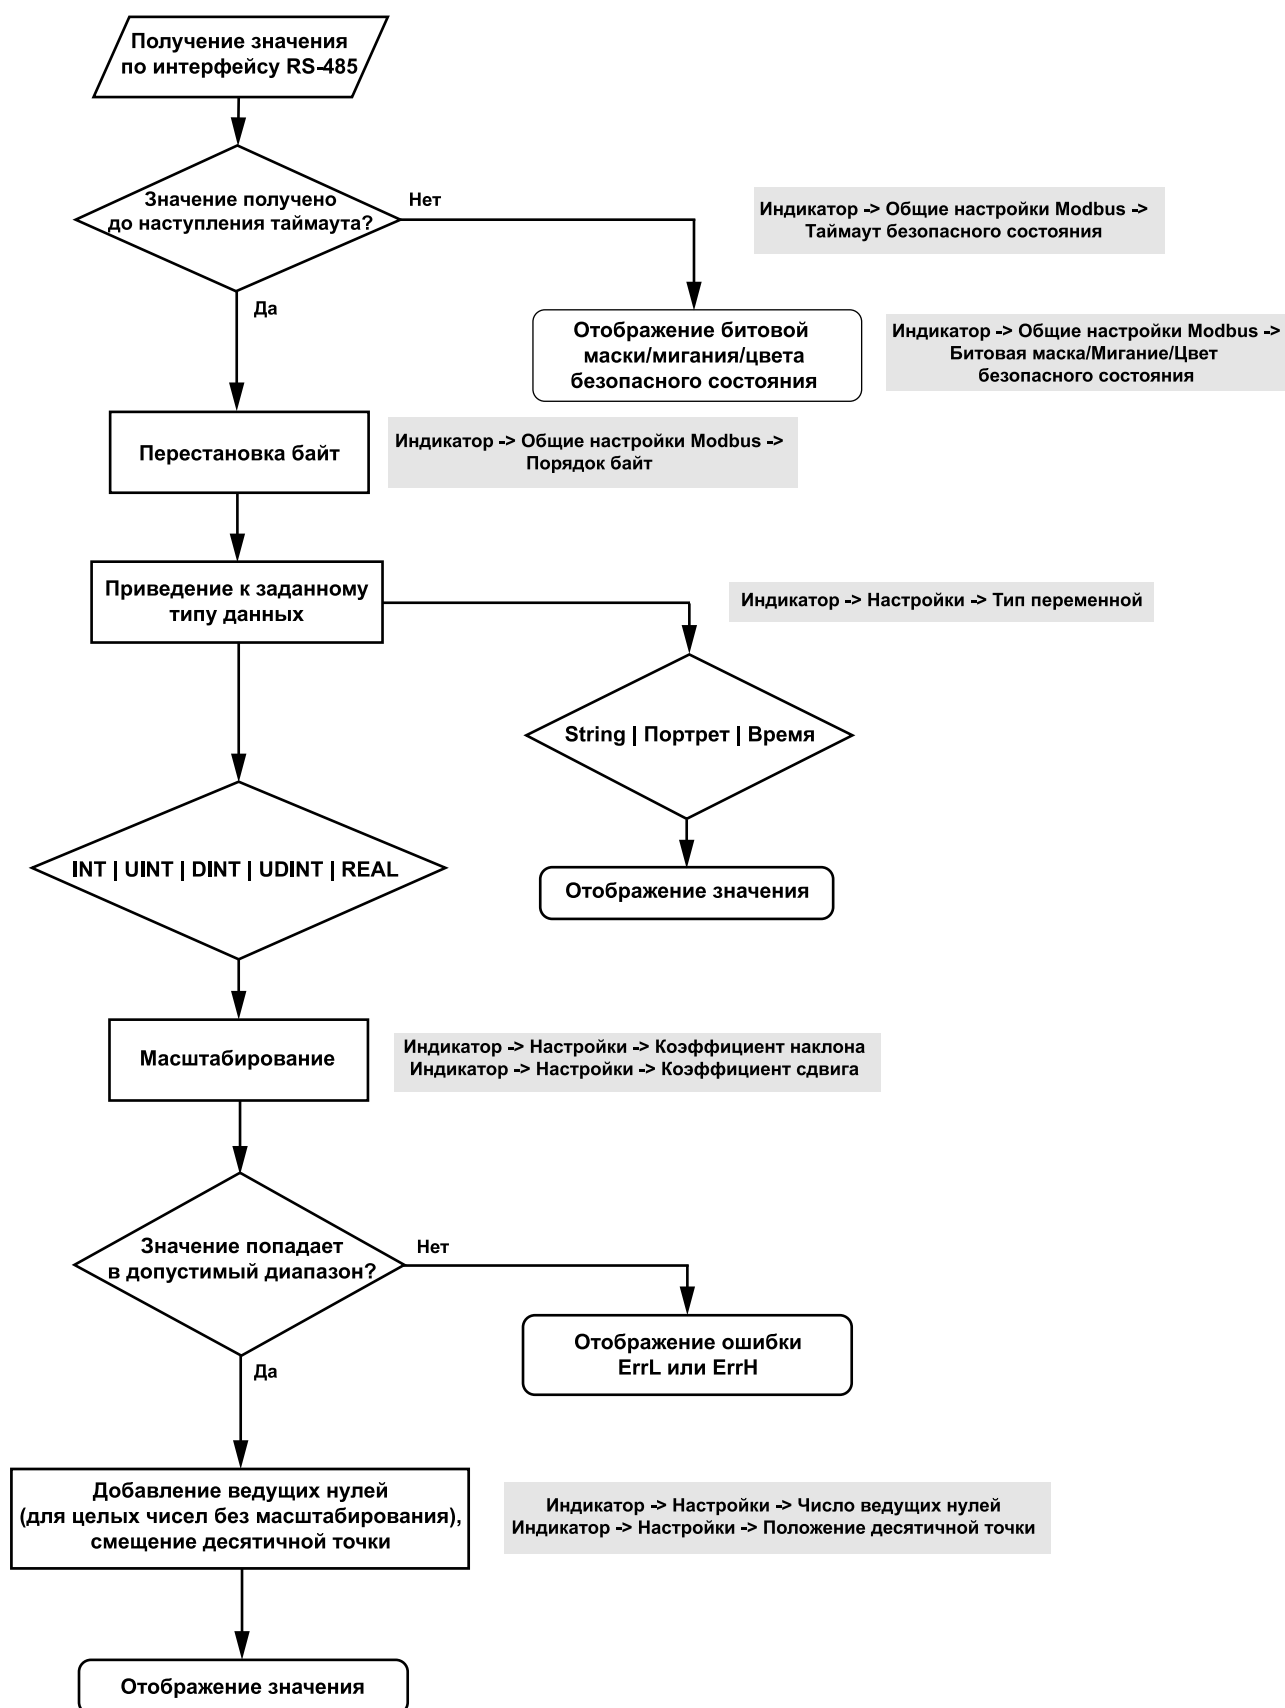 Получение значения
по интерфейсу RS-485
Значение получено
до наступления таймаута?
Нет
Индикатор -> Общие настройки Modbus ->
Таймаут безопасного состояния
Да
Отображение битовой
маски/мигания/цвета
безопасного состояния
Индикатор -> Общие настройки Modbus ->
Битовая маска/Мигание/Цвет
безопасного состояния
Перестановка байт
Индикатор -> Общие настройки Modbus ->
Порядок байт
Приведение к заданному
типу данных
Индикатор -> Настройки -> Тип переменной
String | Портрет | Время
INT | UINT | DINT | UDINT | REAL
Отображение значения
Масштабирование
Индикатор -> Настройки -> Коэффициент наклона
Индикатор -> Настройки -> Коэффициент сдвига
Значение попадает
в допустимый диапазон?
Нет
Отображение ошибки
ErrL или ErrH
Да
Добавление ведущих нулей
(для целых чисел без масштабирования),
смещение десятичной точки
Индикатор -> Настройки -> Число ведущих нулей
Индикатор -> Настройки -> Положение десятичной точки
Отображение значения